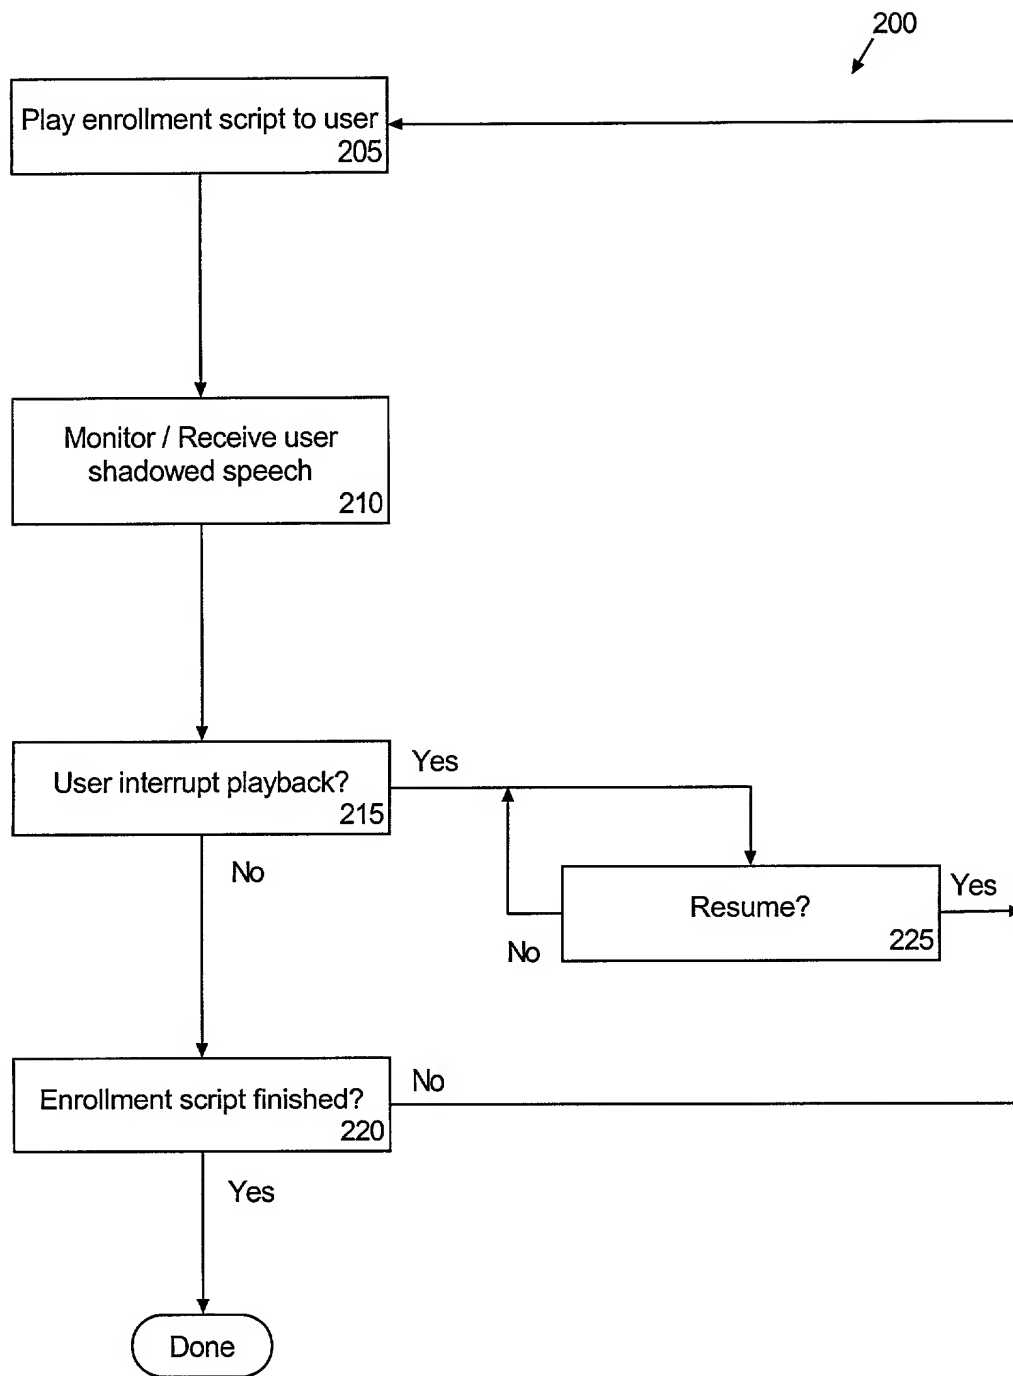 200
Play enrollment script to user
205
Monitor / Receive user
shadowed speech
210
User interrupt playback?
215
Yes
No
Resume?
225
Yes
No
Enrollment script finished?
220
No
Yes
Done